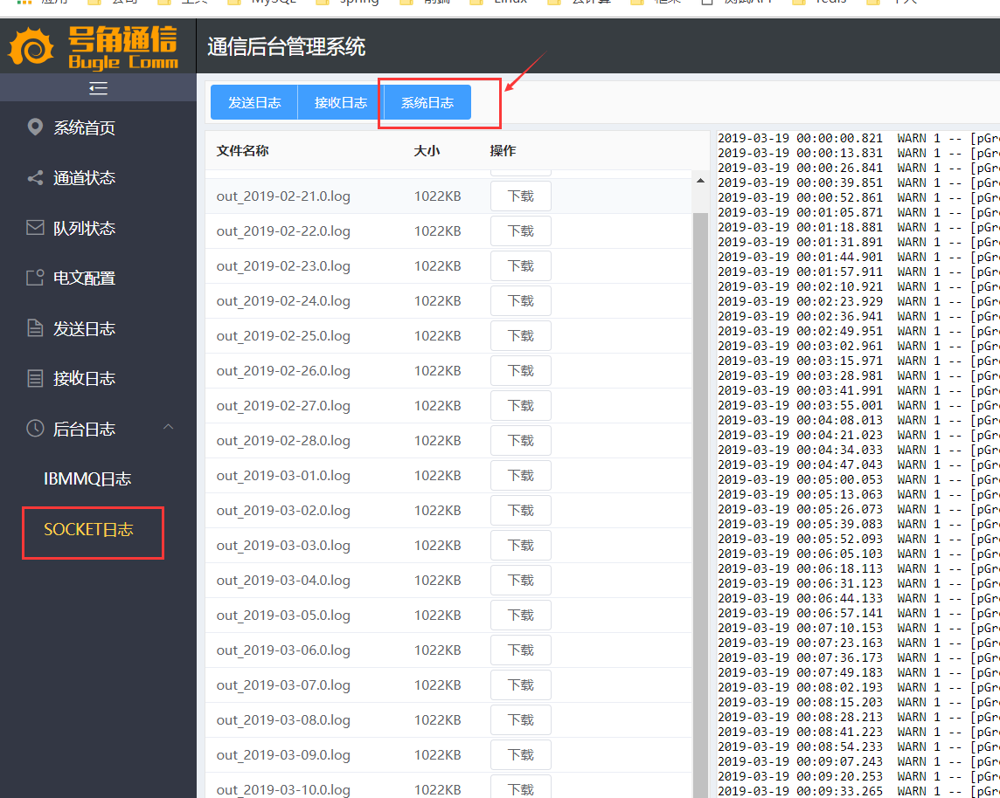 MySQL
号角通信
Bugle Comm
通信后台管理系统
系统首页
通道状态
队列状态
电文配置
发送日志
接收日志
后台日志
IBMMQ日志
SOCKET日志
发送日志 接收日志 系统日志
文件名称 大小 操作
out_2019-02-21.0.log 1022KB 下载
out_2019-02-22.0.log 1022KB 下载
out_2019-02-23.0.log 1022KB 下载
out_2019-02-24.0.log 1022KB 下载
out_2019-02-25.0.log 1022KB 下载
out_2019-02-26.0.log 1022KB 下载
out_2019-02-27.0.log 1022KB 下载
out_2019-02-28.0.log 1022KB 下载
out_2019-03-01.0.log 1022KB 下载
out_2019-03-02.0.log 1022KB 下载
out_2019-03-03.0.log 1022KB 下载
out_2019-03-04.0.log 1022KB 下载
out_2019-03-05.0.log 1022KB 下载
out_2019-03-06.0.log 1022KB 下载
out_2019-03-07.0.log 1022KB 下载
out_2019-03-08.0.log 1022KB 下载
out_2019-03-09.0.log 1022KB 下载
out_2019-03-10.0.log 1022KB 下载
2019-03-19 00:00:00.821 WARN 1 -- [pGr
2019-03-19 00:00:13.831 WARN 1 -- [pGr
2019-03-19 00:00:26.841 WARN 1 -- [pGr
2019-03-19 00:00:39.851 WARN 1 -- [pGr
2019-03-19 00:00:52.861 WARN 1 -- [pGr
2019-03-19 00:01:05.871 WARN 1 -- [pGr
2019-03-19 00:01:18.881 WARN 1 -- [pGr
2019-03-19 00:01:31.891 WARN 1 -- [pGr
2019-03-19 00:01:44.901 WARN 1 -- [pGr
2019-03-19 00:01:57.911 WARN 1 -- [pGr
2019-03-19 00:02:10.921 WARN 1 -- [pGr
2019-03-19 00:02:23.929 WARN 1 -- [pGr
2019-03-19 00:02:36.941 WARN 1 -- [pGr
2019-03-19 00:02:49.951 WARN 1 -- [pGr
2019-03-19 00:03:02.961 WARN 1 -- [pGr
2019-03-19 00:03:15.971 WARN 1 -- [pGr
2019-03-19 00:03:28.981 WARN 1 -- [pGr
2019-03-19 00:03:41.991 WARN 1 -- [pGr
2019-03-19 00:03:55.001 WARN 1 -- [pGr
2019-03-19 00:04:08.013 WARN 1 -- [pGr
2019-03-19 00:04:21.023 WARN 1 -- [pGr
2019-03-19 00:04:34.033 WARN 1 -- [pGr
2019-03-19 00:04:47.043 WARN 1 -- [pGr
2019-03-19 00:05:00.053 WARN 1 -- [pGr
2019-03-19 00:05:13.063 WARN 1 -- [pGr
2019-03-19 00:05:26.073 WARN 1 -- [pGr
2019-03-19 00:05:39.083 WARN 1 -- [pGr
2019-03-19 00:05:52.093 WARN 1 -- [pGr
2019-03-19 00:06:05.103 WARN 1 -- [pGr
2019-03-19 00:06:18.113 WARN 1 -- [pGr
2019-03-19 00:06:31.123 WARN 1 -- [pGr
2019-03-19 00:06:44.133 WARN 1 -- [pGr
2019-03-19 00:06:57.141 WARN 1 -- [pGr
2019-03-19 00:07:10.153 WARN 1 -- [pGr
2019-03-19 00:07:23.163 WARN 1 -- [pGr
2019-03-19 00:07:36.173 WARN 1 -- [pGr
2019-03-19 00:07:49.183 WARN 1 -- [pGr
2019-03-19 00:08:02.193 WARN 1 -- [pGr
2019-03-19 00:08:15.203 WARN 1 -- [pGr
2019-03-19 00:08:28.213 WARN 1 -- [pGr
2019-03-19 00:08:41.223 WARN 1 -- [pGr
2019-03-19 00:08:54.233 WARN 1 -- [pGr
2019-03-19 00:09:07.243 WARN 1 -- [pGr
2019-03-19 00:09:20.253 WARN 1 -- [pGr
2019-03-19 00:09:33.265 WARN 1 -- [pGr